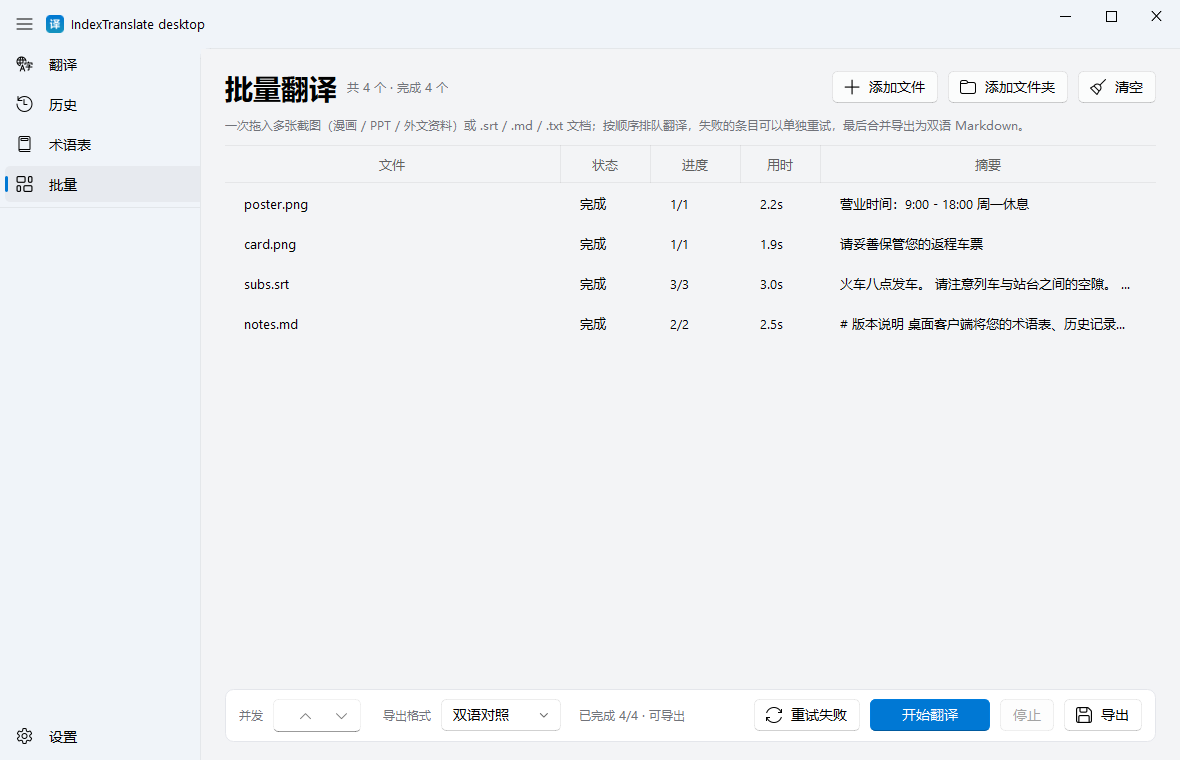 译 IndexTranslate desktop
翻译
历史
术语表
批量
设置
批量翻译 共 4 个 · 完成 4 个
添加文件 添加文件夹 清空
一次拖入多张截图（漫画 / PPT / 外文资料）或 .srt / .md / .txt 文档；按顺序排队翻译，失败的条目可以单独重试，最后合并导出为双语 Markdown。
文件 状态 进度 用时 摘要
poster.png 完成 1/1 2.2s 营业时间：9:00 - 18:00 周一休息
card.png 完成 1/1 1.9s 请妥善保管您的返程车票
subs.srt 完成 3/3 3.0s 火车八点发车。 请注意列车与站台之间的空隙。 ...
notes.md 完成 2/2 2.5s # 版本说明 桌面客户端将您的术语表、历史记录...
并发 导出格式 双语对照 已完成 4/4 · 可导出 重试失败 开始翻译 停止 导出